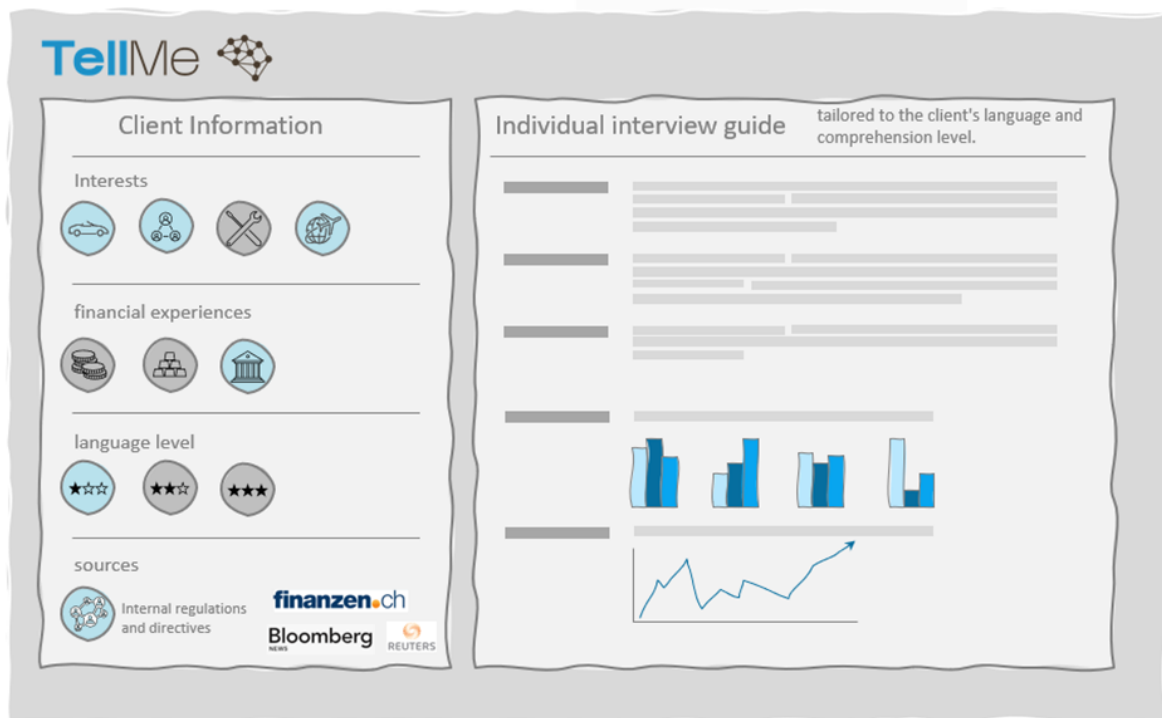 TellMe
Client Information
Interests
financial experiences
language level
sources
Internal regulations
and directives
finanzen.ch
Bloomberg
NEWS
REUTERS
Individual interview guide
tailored to the client's language and
comprehension level.